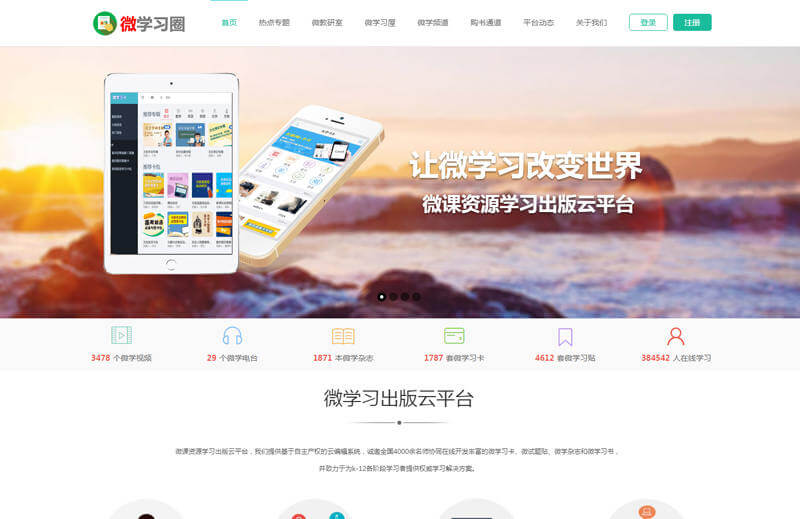 微学习圈
首页 热点专题 微教研室 微学习屋 微学频道 购书通道 平台动态 关于我们 登录 注册
让微学习改变世界
微课资源学习出版云平台
推荐专题
推荐卡包
3478 个微学视频 29 个微学电台 1871 本微学杂志 1787 套微学习卡 4612 套微学习贴 384542 人在线学习
微学习出版云平台
微课资源学习出版云平台，我们提供基于自主产权的云编辑系统，诚邀全国4000余名师协同在线开发丰富的微学习卡、微试题贴、微学杂志和微学习书，
并致力于为k-12各阶段学习者提供权威学习解决方案。